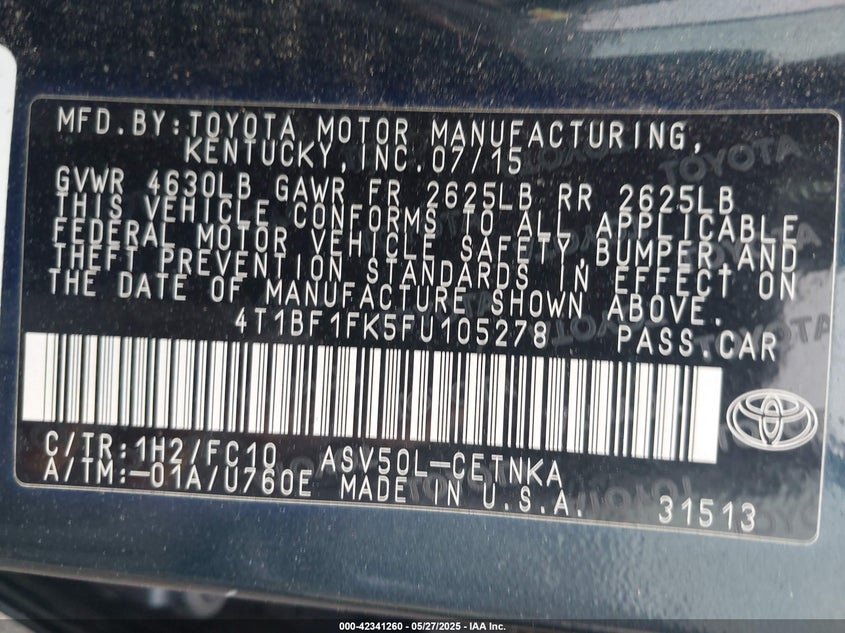 MFD.BY:TOYOTA MOTOR MANUFACTURING,
KENTUCKY,INC.07/15
GVWR 4630LB GAWR FR 2625LB RR 2625LB
THIS VEHICLE CONFORMS TO ALL APPLICABLE
FEDERAL MOTOR VEHICLE SAFETY,BUMPER,AND
THEFT PREVENTION STANDARDS IN EFFECT ON
THE DATE OF MANUFACTURE SHOWN ABOVE.
4T1BF1FK5FU105278 PASS.CAR
C/TR:1H2/FC10 ASV50L-CETNKA
A/TM:-01A/U760E MADE IN U.S.A. 31513
000-42341260 • 05/27/2025 • IAA Inc.